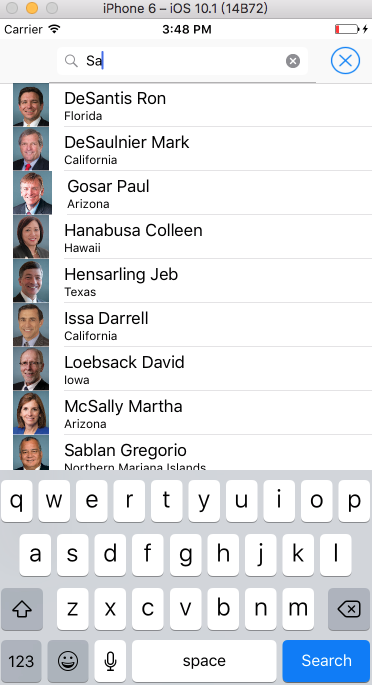 iPhone 6 – iOS 10.1 (14B72)
Carrier 3:48 PM
Sa
DeSantis Ron
Florida
DeSaulnier Mark
California
Gosar Paul
Arizona
Hanabusa Colleen
Hawaii
Hensarling Jeb
Texas
Issa Darrell
California
Loebsack David
Iowa
McSally Martha
Arizona
Sablan Gregorio
Northern Mariana Islands
q w e r t y u i o p
a s d f g h j k l
z x c v b n m
123 space Search